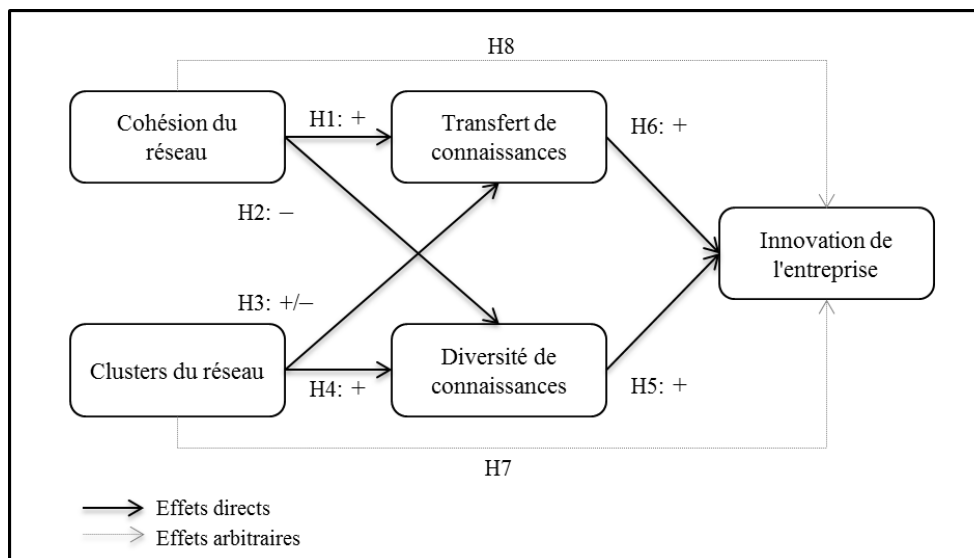 H8
Cohésion du
réseau
H1: +
Transfert de
connaissances
H6: +
H2: –
Innovation de
l'entreprise
H3: +/–
Clusters du réseau
H4: +
Diversité de
connaissances
H5: +
H7
Effets directs
Effets arbitraires